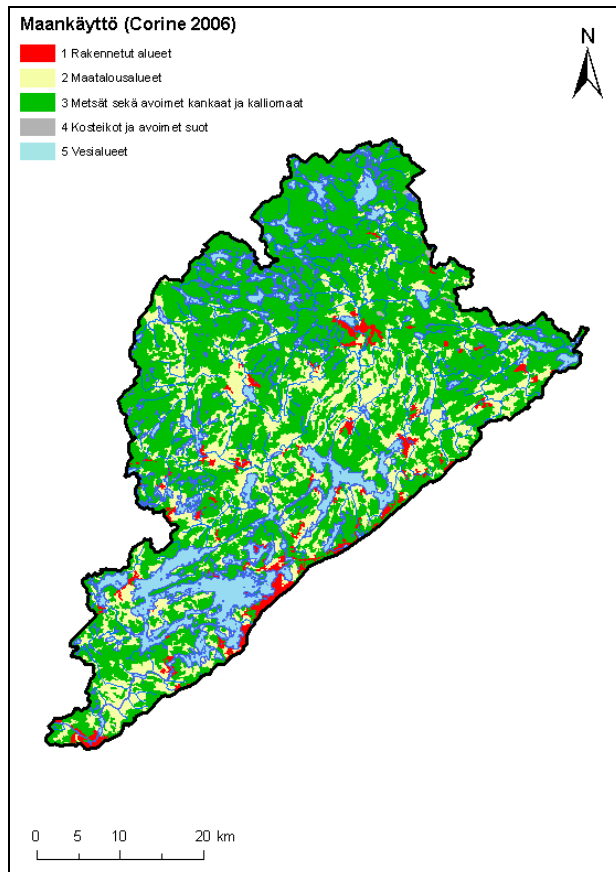 Maankäyttö (Corine 2006)
N
1 Rakennetut alueet
2 Maatalousalueet
3 Metsät sekä avoimet kankaat ja kalliomaat
4 Kosteikot ja avoimet suot
5 Vesialueet
0 5 10 20 km